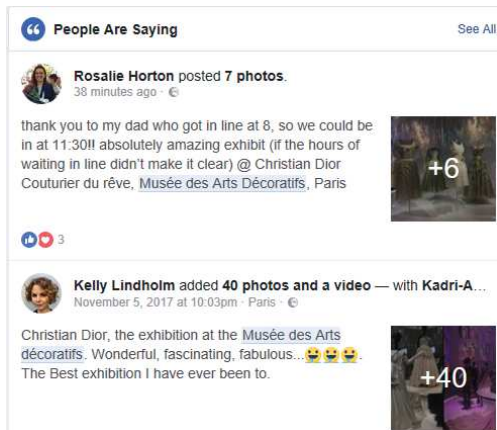 People Are Saying
See All
Rosalie Horton posted 7 photos.
38 minutes ago ·
thank you to my dad who got in line at 8, so we could be
in at 11:30!! absolutely amazing exhibit (if the hours of
waiting in line didn't make it clear) @ Christian Dior
Couturier du rêve, Musée des Arts Décoratifs, Paris
+6
3
Kelly Lindholm added 40 photos and a video — with Kadri-A...
November 5, 2017 at 10:03pm · Paris ·
Christian Dior, the exhibition at the Musée des Arts
décoratifs. Wonderful, fascinating, fabulous...😀😀😀.
The Best exhibition I have ever been to.
+40